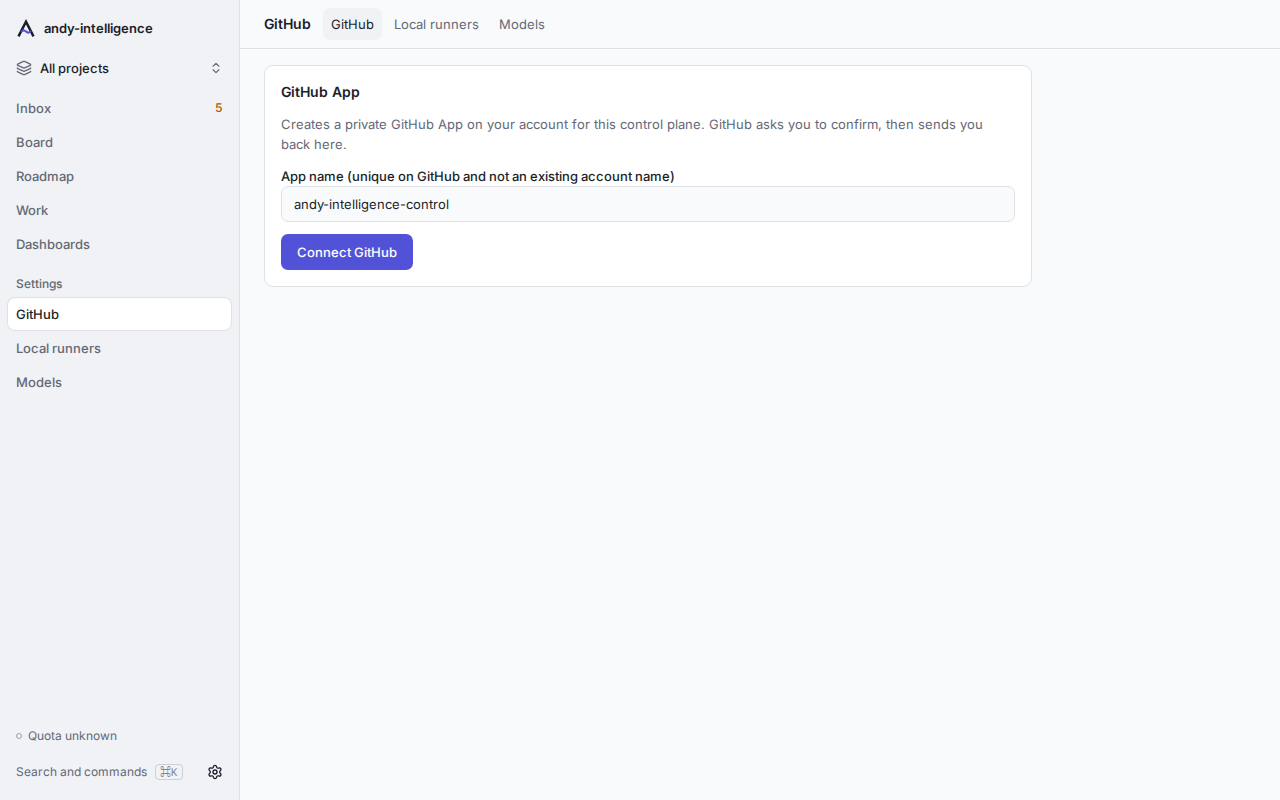 andy-intelligence
All projects
Inbox 5
Board
Roadmap
Work
Dashboards
Settings
GitHub
Local runners
Models
Quota unknown
Search and commands ⌘K
GitHub GitHub Local runners Models
GitHub App
Creates a private GitHub App on your account for this control plane. GitHub asks you to confirm, then sends you
back here.
App name (unique on GitHub and not an existing account name)
andy-intelligence-control
Connect GitHub